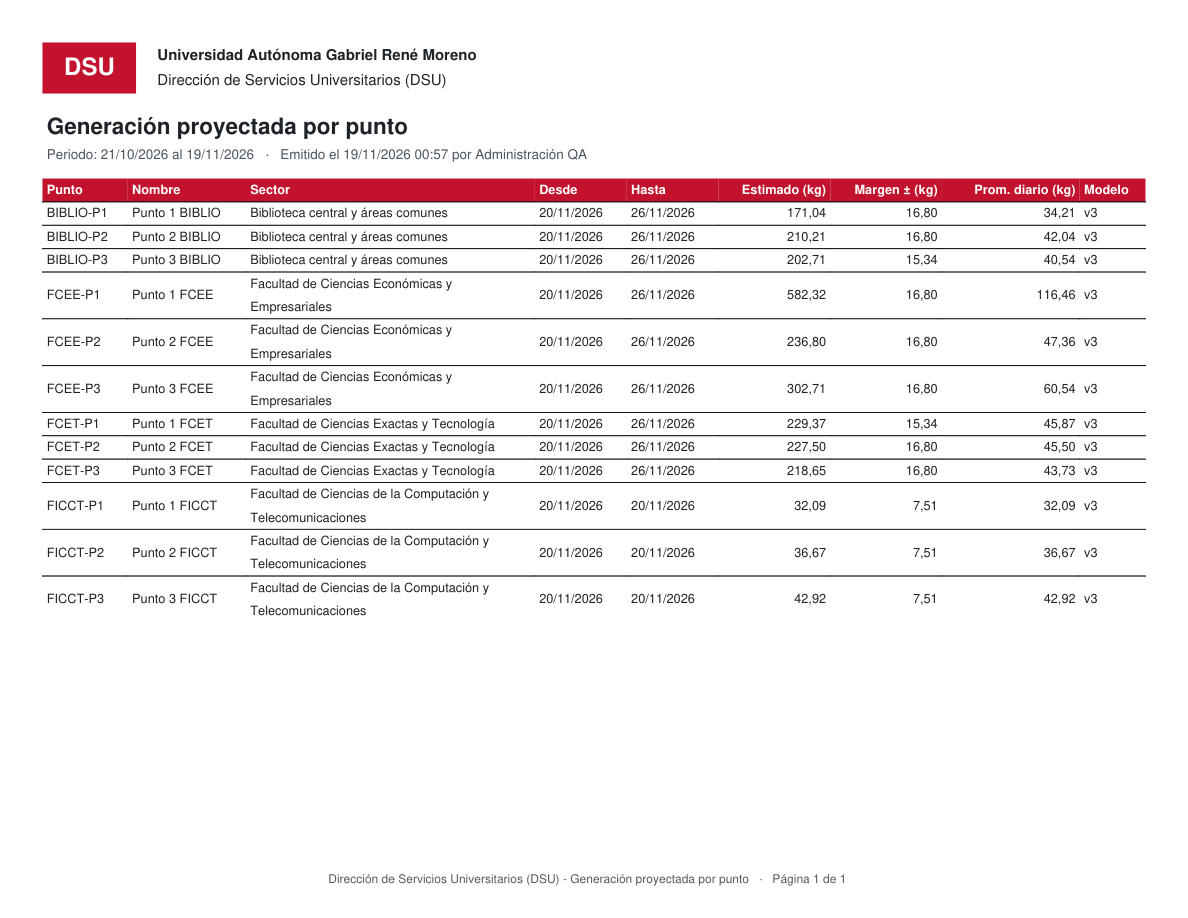 DSU
Universidad Autónoma Gabriel René Moreno
Dirección de Servicios Universitarios (DSU)
Generación proyectada por punto
Periodo: 21/10/2026 al 19/11/2026 · Emitido el 19/11/2026 00:57 por Administración QA
Punto Nombre Sector Desde Hasta Estimado (kg) Margen ± (kg) Prom. diario (kg) Modelo
BIBLIO-P1 Punto 1 BIBLIO Biblioteca central y áreas comunes 20/11/2026 26/11/2026 171,04 16,80 34,21 v3
BIBLIO-P2 Punto 2 BIBLIO Biblioteca central y áreas comunes 20/11/2026 26/11/2026 210,21 16,80 42,04 v3
BIBLIO-P3 Punto 3 BIBLIO Biblioteca central y áreas comunes 20/11/2026 26/11/2026 202,71 15,34 40,54 v3
Facultad de Ciencias Económicas y
FCEE-P1 Punto 1 FCEE 20/11/2026 26/11/2026 582,32 16,80 116,46 v3
Empresariales
Facultad de Ciencias Económicas y
FCEE-P2 Punto 2 FCEE 20/11/2026 26/11/2026 236,80 16,80 47,36 v3
Empresariales
Facultad de Ciencias Económicas y
FCEE-P3 Punto 3 FCEE 20/11/2026 26/11/2026 302,71 16,80 60,54 v3
Empresariales
FCET-P1 Punto 1 FCET Facultad de Ciencias Exactas y Tecnología 20/11/2026 26/11/2026 229,37 15,34 45,87 v3
FCET-P2 Punto 2 FCET Facultad de Ciencias Exactas y Tecnología 20/11/2026 26/11/2026 227,50 16,80 45,50 v3
FCET-P3 Punto 3 FCET Facultad de Ciencias Exactas y Tecnología 20/11/2026 26/11/2026 218,65 16,80 43,73 v3
Facultad de Ciencias de la Computación y
FICCT-P1 Punto 1 FICCT 20/11/2026 20/11/2026 32,09 7,51 32,09 v3
Telecomunicaciones
Facultad de Ciencias de la Computación y
FICCT-P2 Punto 2 FICCT 20/11/2026 20/11/2026 36,67 7,51 36,67 v3
Telecomunicaciones
Facultad de Ciencias de la Computación y
FICCT-P3 Punto 3 FICCT 20/11/2026 20/11/2026 42,92 7,51 42,92 v3
Telecomunicaciones
Dirección de Servicios Universitarios (DSU) - Generación proyectada por punto · Página 1 de 1